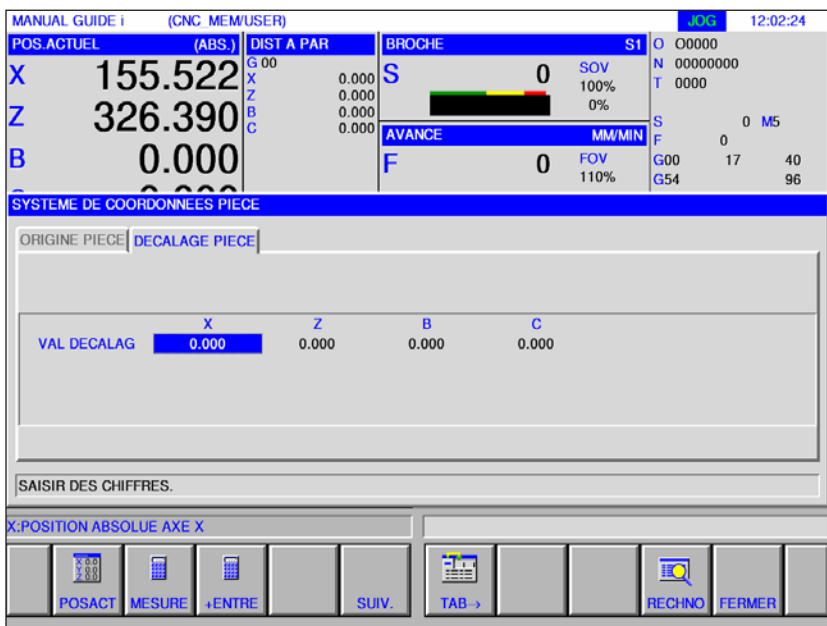 MANUAL GUIDE i (CNC_MEM/USER) JOG 12:02:24
POS.ACTUEL (ABS.)
X 155.522
Z 326.390
B 0.000
DIST A PAR
G 00
X 0.000
Z 0.000
B 0.000
C 0.000
BROCHE S1
S 0 SOV
100%
0%
AVANCE MM/MIN
F 0 FOV
110%
O O0000
N 00000000
T 0000
S 0 M5
F 0
G00 17 40
G54 96
SYSTEME DE COORDONNEES PIECE
ORIGINE PIECE DECALAGE PIECE
X Z B C
VAL DECALAG 0.000 0.000 0.000 0.000
SAISIR DES CHIFFRES.
X:POSITION ABSOLUE AXE X
POSACT MESURE +ENTRE SUIV. TAB→ RECHNO FERMER